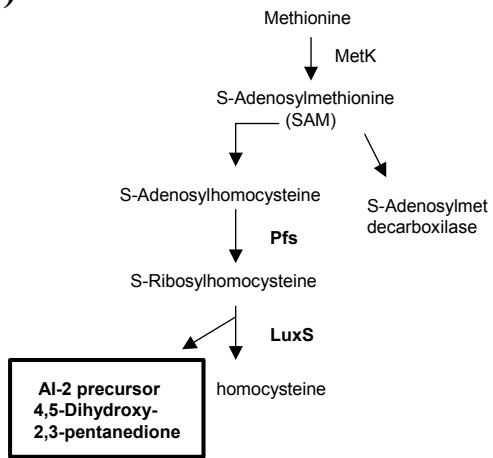 )
Methionine
MetK
S-Adenosylmethionine
(SAM)
S-Adenosylhomocysteine
S-Adenosylmet
decarboxilase
Pfs
S-Ribosylhomocysteine
LuxS
AI-2 precursor
4,5-Dihydroxy-
2,3-pentanedione
homocysteine